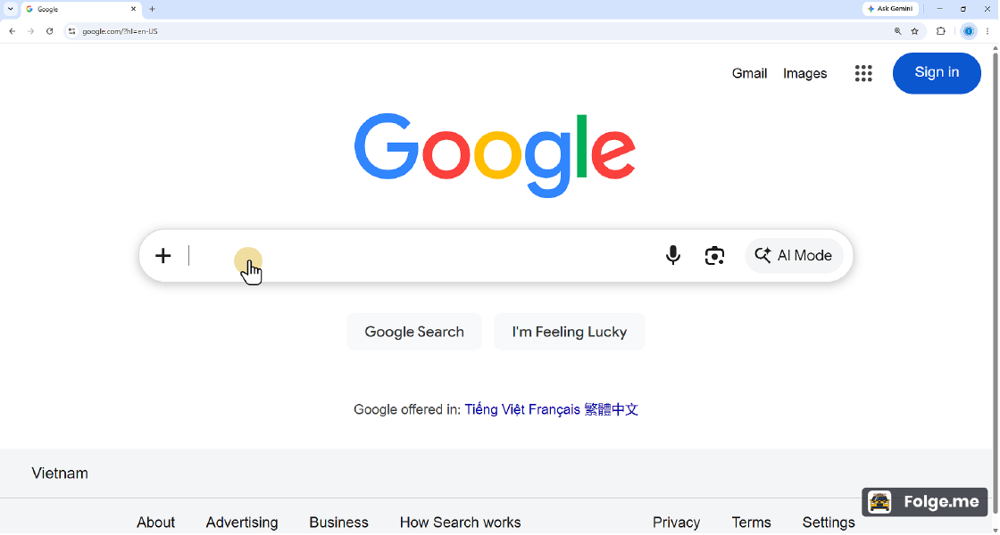 Google
Ask Gemini
google.com/?hl=en-US
Gmail Images
Sign in
Google
AI Mode
Google Search I'm Feeling Lucky
Google offered in: Tiếng Việt Français 繁體中文
Vietnam
Folge.me
About Advertising Business How Search works Privacy Terms Settings